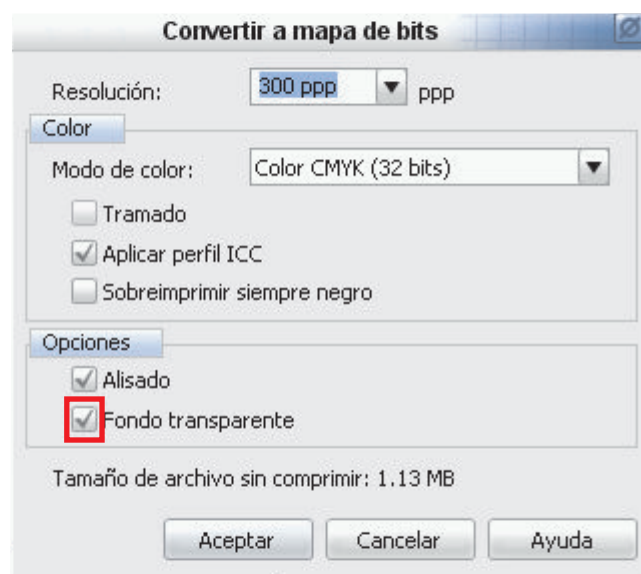 Convertir a mapa de bits
Resolución: 300 ppp ppp
Color
Modo de color: Color CMYK (32 bits)
Tramado
Aplicar perfil ICC
Sobreimprimir siempre negro
Opciones
Alisado
Fondo transparente
Tamaño de archivo sin comprimir: 1.13 MB
Aceptar Cancelar Ayuda